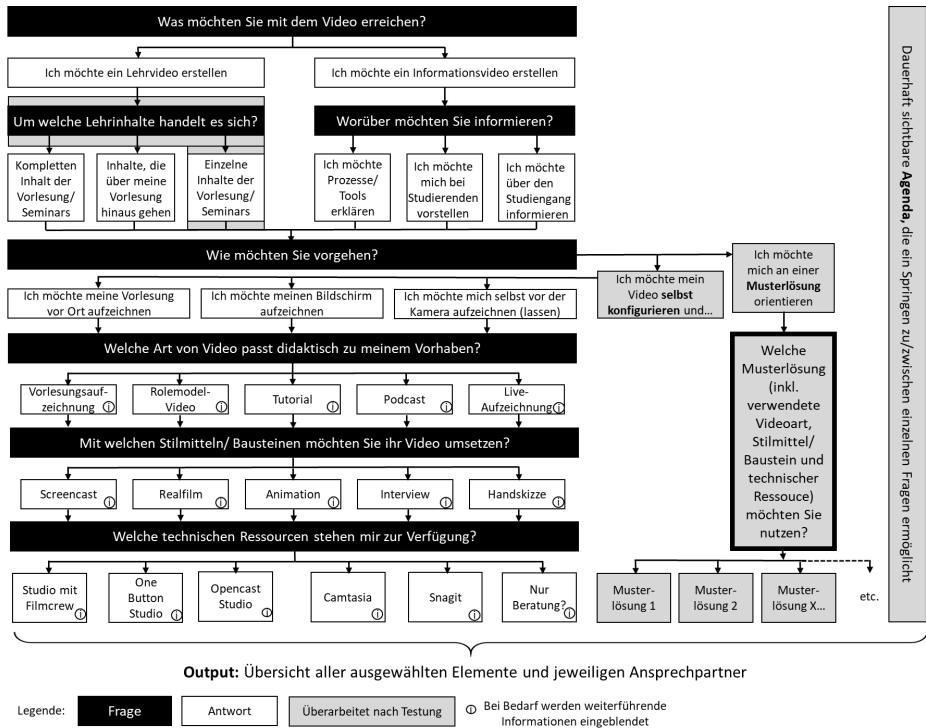 Was möchten Sie mit dem Video erreichen?
Ich möchte ein Lehrvideo erstellen
Ich möchte ein Informationsvideo erstellen
Um welche Lehrinhalte handelt es sich?
Worüber möchten Sie informieren?
Kompletten
Inhalt der
Vorlesung/
Seminars
Inhalte, die
über meine
Vorlesung
hinaus gehen
Einzelne
Inhalte der
Vorlesung/
Seminars
Ich möchte
Prozesse/
Tools
erklären
Ich möchte
mich bei
Studierenden
vorstellen
Ich möchte
über den
Studiengang
informieren
Wie möchten Sie vorgehen?
Ich möchte meine Vorlesung
vor Ort aufzeichnen
Ich möchte meinen Bildschirm
aufzeichnen
Ich möchte mich selbst vor der
Kamera aufzeichnen (lassen)
Ich möchte mein
Video selbst
konfigurieren und...
Ich möchte
mich an einer
Musterlösung
orientieren
Welche Art von Video passt didaktisch zu meinem Vorhaben?
Vorlesungsauf-
zeichnung
Rolemodel-
Video
Tutorial
Podcast
Live-
Aufzeichnung
Mit welchen Stilmitteln/ Bausteinen möchten Sie ihr Video umsetzen?
Screencast
Realfilm
Animation
Interview
Handskizze
Welche technischen Ressourcen stehen mir zur Verfügung?
Studio mit
Filmcrew
One
Button
Studio
Opencast
Studio
Camtasia
Snagit
Nur
Beratung?
Welche
Musterlösung
(inkl.
verwendete
Videoart,
Stilmittel/
Baustein und
technischer
Ressouce)
möchten Sie
nutzen?
Muster-
lösung 1
Muster-
lösung 2
Muster-
lösung X...
etc.
Dauerhaft sichtbare Agenda, die ein Springen zu/zwischen einzelnen Fragen ermöglicht
Output: Übersicht aller ausgewählten Elemente und jeweiligen Ansprechpartner
Legende:
Frage
Antwort
Überarbeitet nach Testung
ⓘ Bei Bedarf werden weiterführende
Informationen eingeblendet